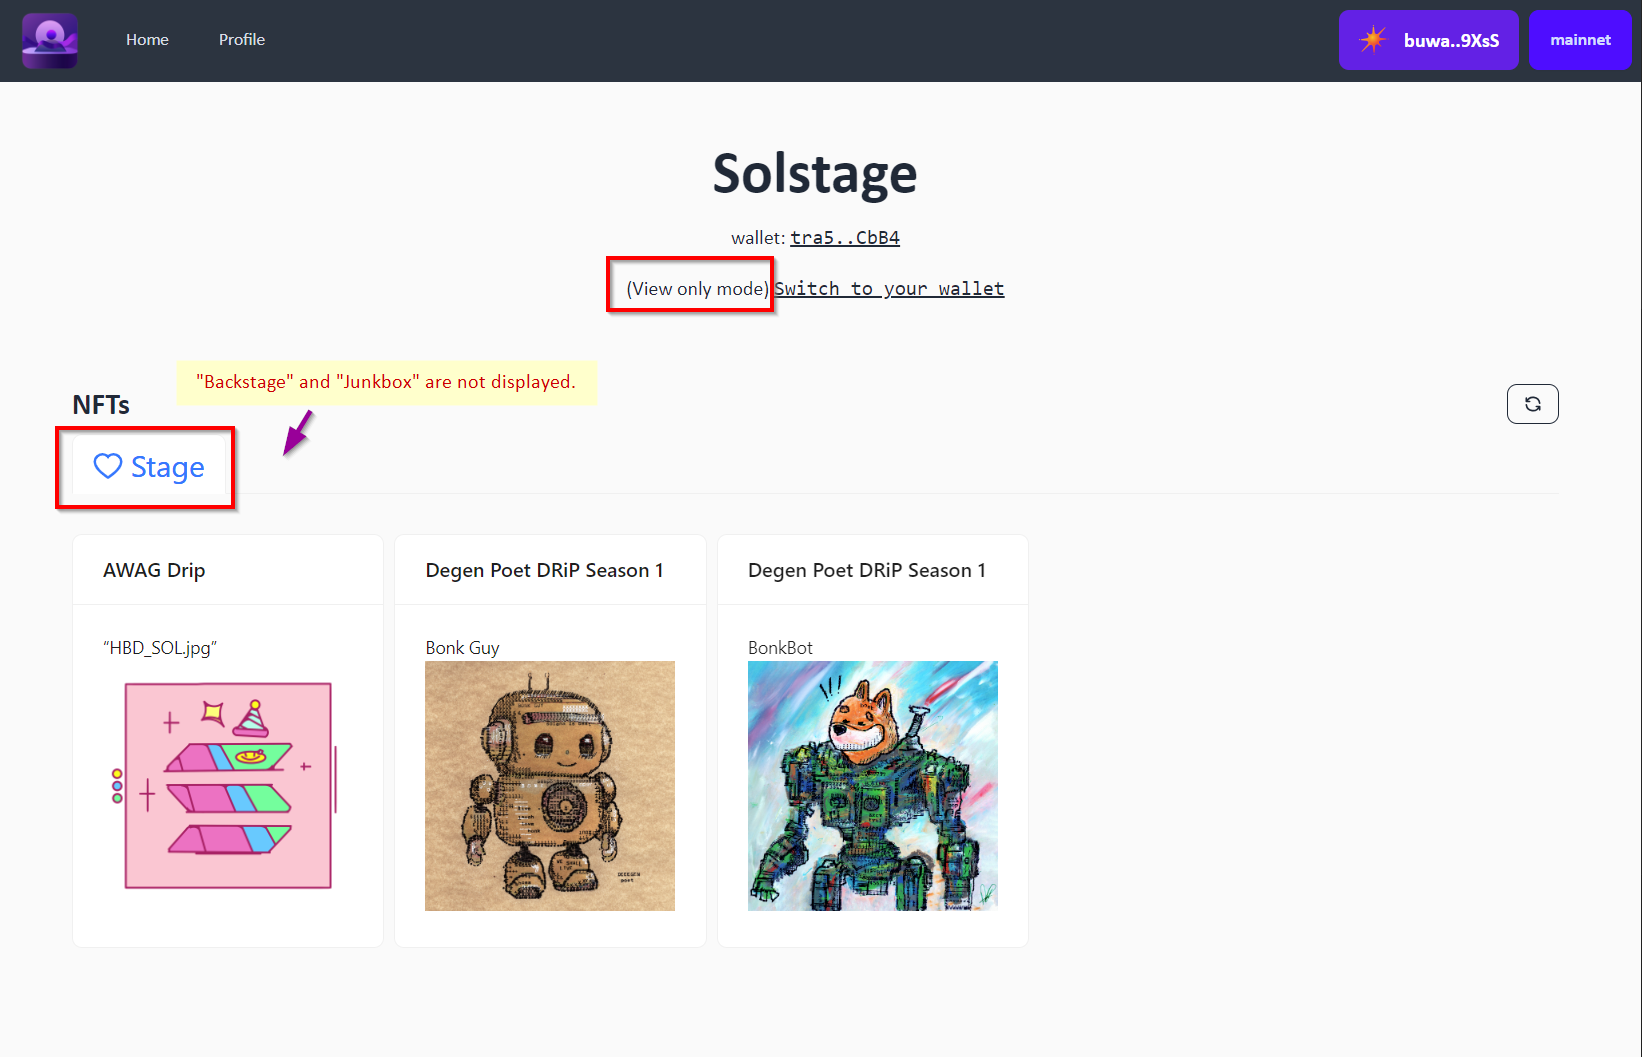 Home Profile buwa..9XsS mainnet
Solstage
wallet: tra5..CbB4
(View only mode) Switch to your wallet
"Backstage" and "Junkbox" are not displayed.
NFTs
Stage
AWAG Drip
“HBD_SOL.jpg”
Degen Poet DRiP Season 1
Bonk Guy
Degen Poet DRiP Season 1
BonkBot